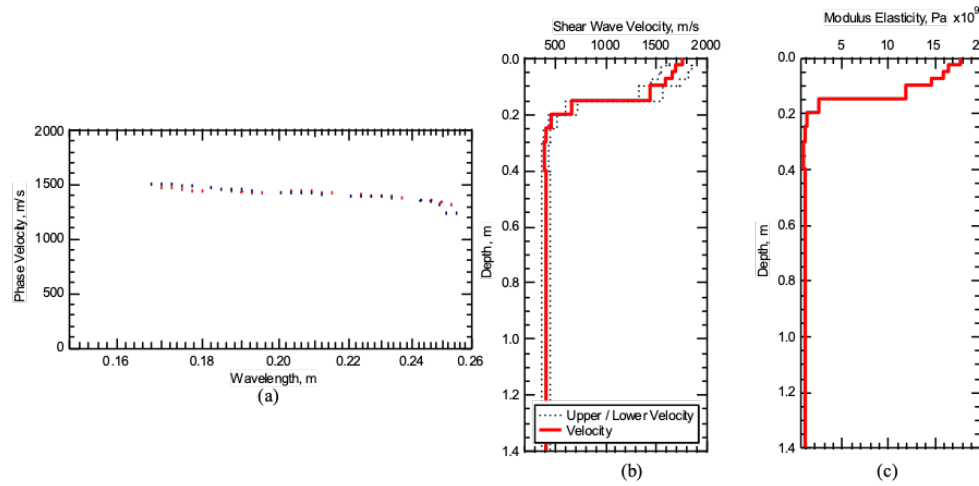 2000
1500
1000
500
0
Phase Velocity, m/s
0.16 0.18 0.20 0.22 0.24 0.26
Wavelength, m
(a)
Shear Wave Velocity, m/s
500 1000 1500 2000
0.0
0.2
0.4
0.6
0.8
1.0
1.2
1.4
Depth, m
Upper / Lower Velocity
Velocity
(b)
Modulus Elasticity, Pa x10⁹
5 10 15
0.0
0.2
0.4
0.6
0.8
1.0
1.2
1.4
Depth, m
(c)